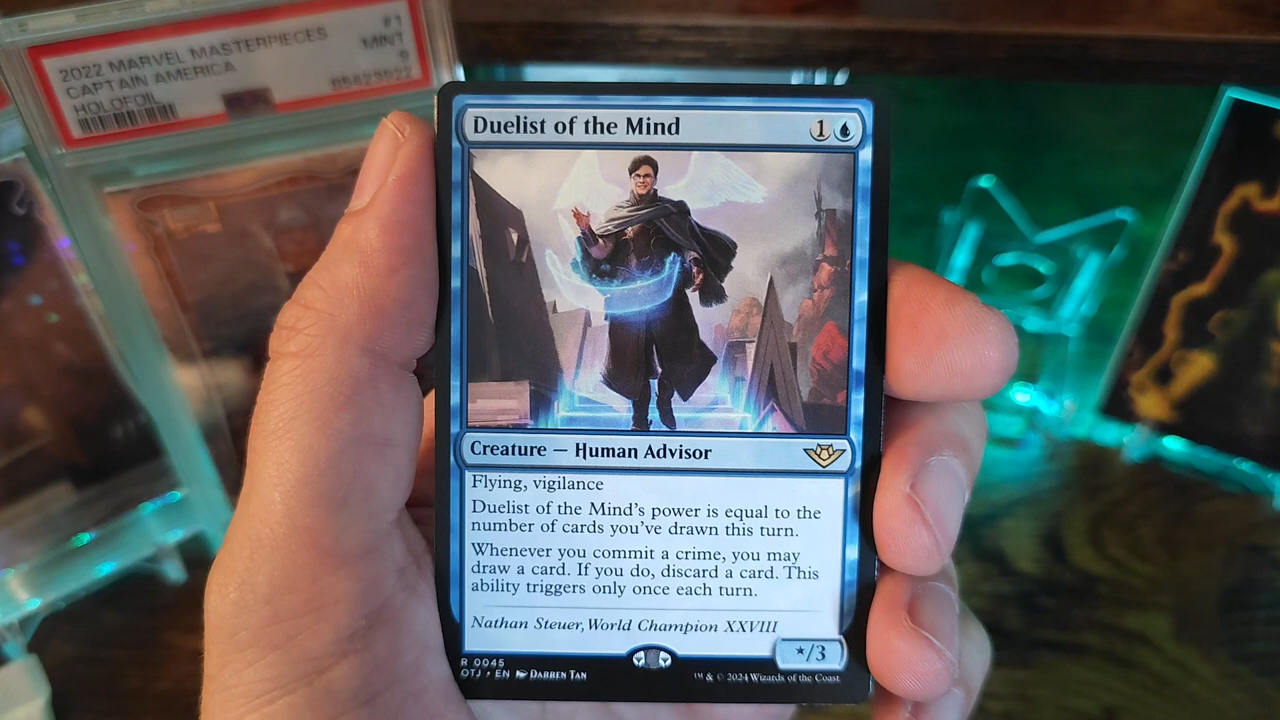 2022 MARVEL MASTERPIECES #1
CAPTAIN AMERICA MINT
HOLOFOIL 9
Duelist of the Mind 1
Creature — Human Advisor
Flying, vigilance
Duelist of the Mind's power is equal to the
number of cards you've drawn this turn.
Whenever you commit a crime, you may
draw a card. If you do, discard a card. This
ability triggers only once each turn.
Nathan Steuer, World Champion XXVIII
*/3
R 0045
OTJ • EN Darren Tan
™ & © 2024 Wizards of the Coast